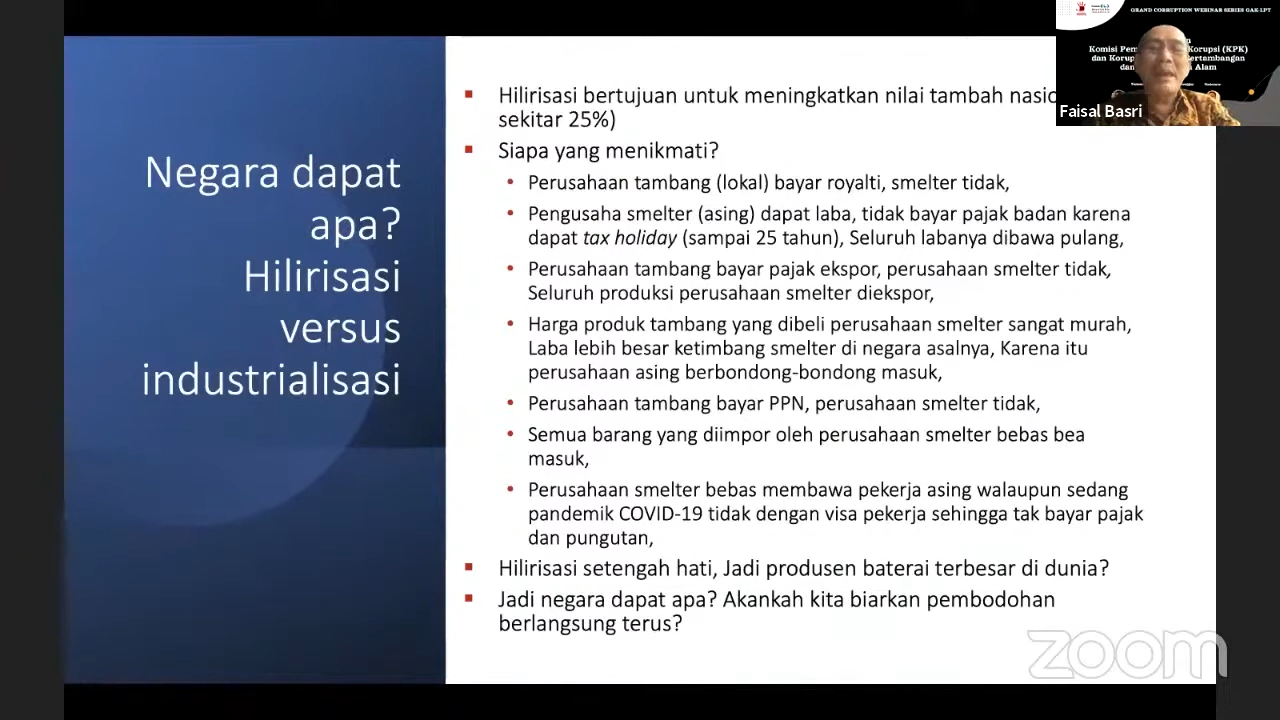 Negara dapat
apa?
Hilirisasi
versus
industrialisasi
Hilirisasi bertujuan untuk meningkatkan nilai tambah
sekitar 25%)
Siapa yang menikmati?
Perusahaan tambang (lokal) bayar royalti, smelter tidak,
Pengusaha smelter (asing) dapat laba, tidak bayar pajak badan karena
dapat tax holiday (sampai 25 tahun), Seluruh labanya dibawa pulang,
Perusahaan tambang bayar pajak ekspor, perusahaan smelter tidak,
Seluruh produksi perusahaan smelter diekspor,
Harga produk tambang yang dibeli perusahaan smelter sangat murah,
Laba lebih besar ketimbang smelter di negara asalnya, Karena itu
perusahaan asing berbondong-bondong masuk,
Perusahaan tambang bayar PPN, perusahaan smelter tidak,
Semua barang yang diimpor oleh perusahaan smelter bebas bea
masuk,
Perusahaan smelter bebas membawa pekerja asing walaupun sedang
pandemik COVID-19 tidak dengan visa pekerja sehingga tak bayar pajak
dan pungutan,
Hilirisasi setengah hati, Jadi produsen baterai terbesar di dunia?
Jadi negara dapat apa? Akankah kita biarkan pembodohan
berlangsung terus?
GRAND CORRUPTION WEBINAR SERIES GAK-LPT
Komisi Korupsi (KPK)
dan
Alam
Faisal Basri
zoom